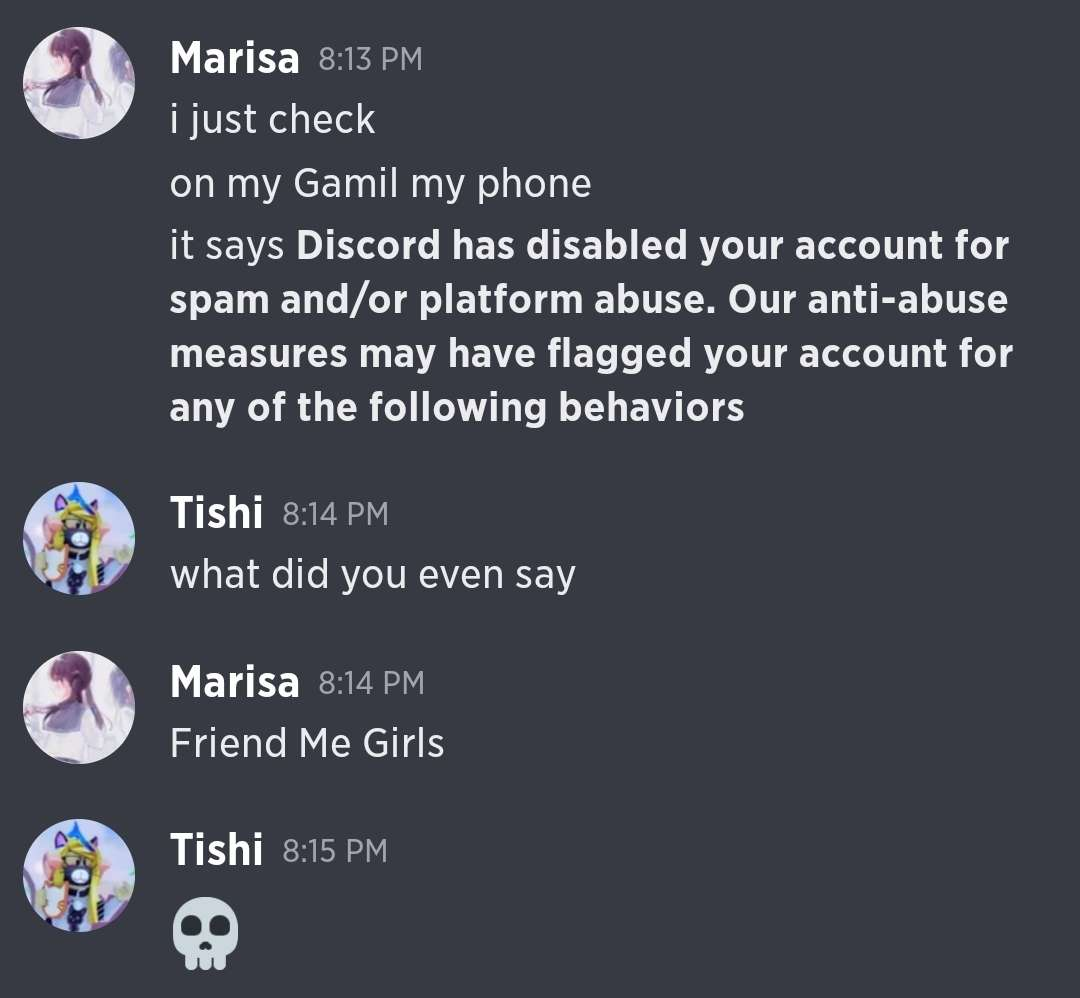 Marisa 8:13 PM
i just check
on my Gamil my phone
it says Discord has disabled your account for
spam and/or platform abuse. Our anti-abuse
measures may have flagged your account for
any of the following behaviors
Tishi 8:14 PM
what did you even say
Marisa 8:14 PM
Friend Me Girls
Tishi 8:15 PM
💀